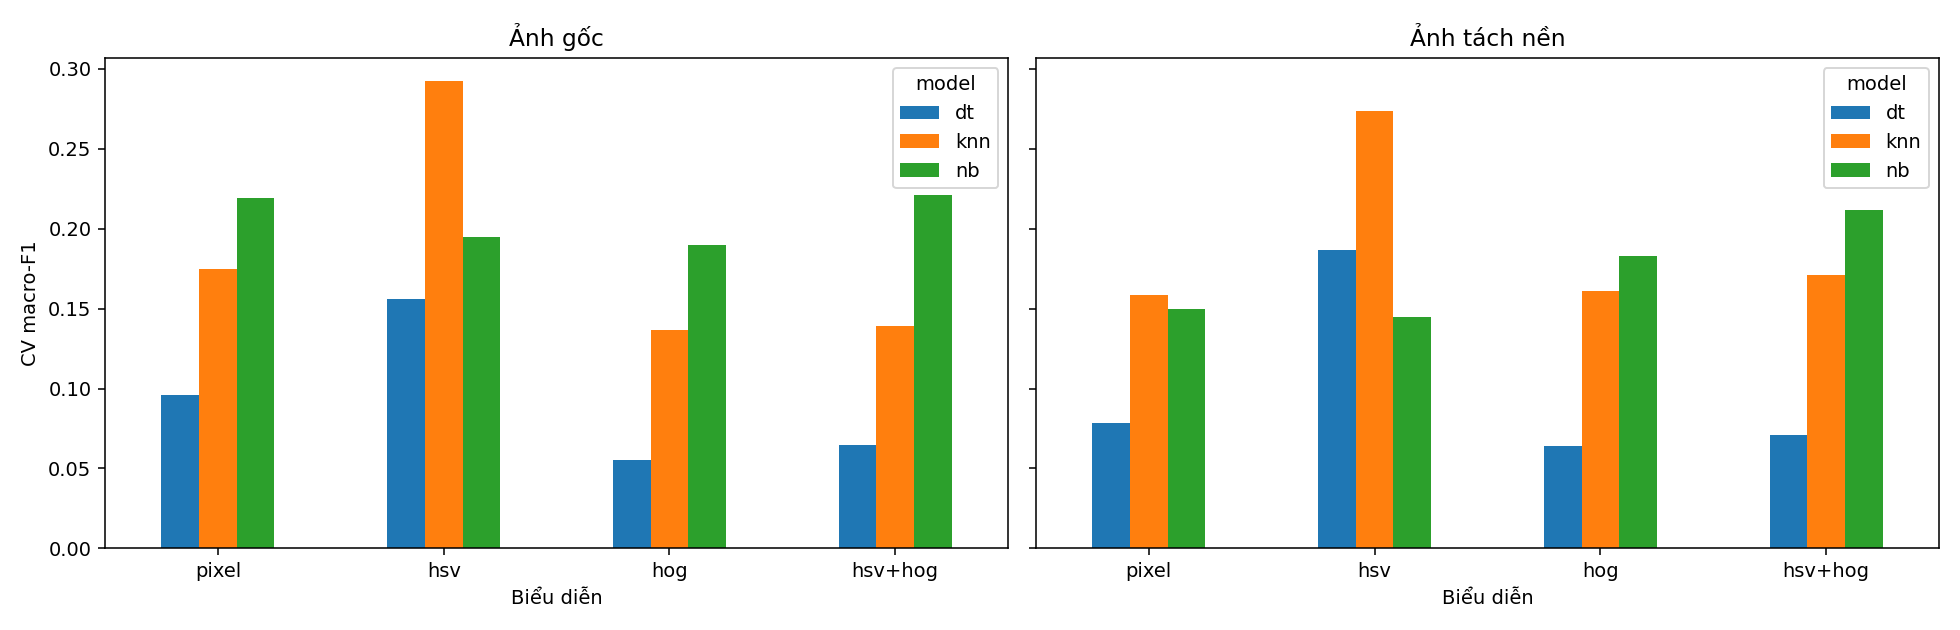 Ảnh gốc
CV macro-F1
0.30
0.25
0.20
0.15
0.10
0.05
0.00
model
dt
knn
nb
pixel
hsv
hog
hsv+hog
Biểu diễn
Ảnh tách nền
model
dt
knn
nb
pixel
hsv
hog
hsv+hog
Biểu diễn